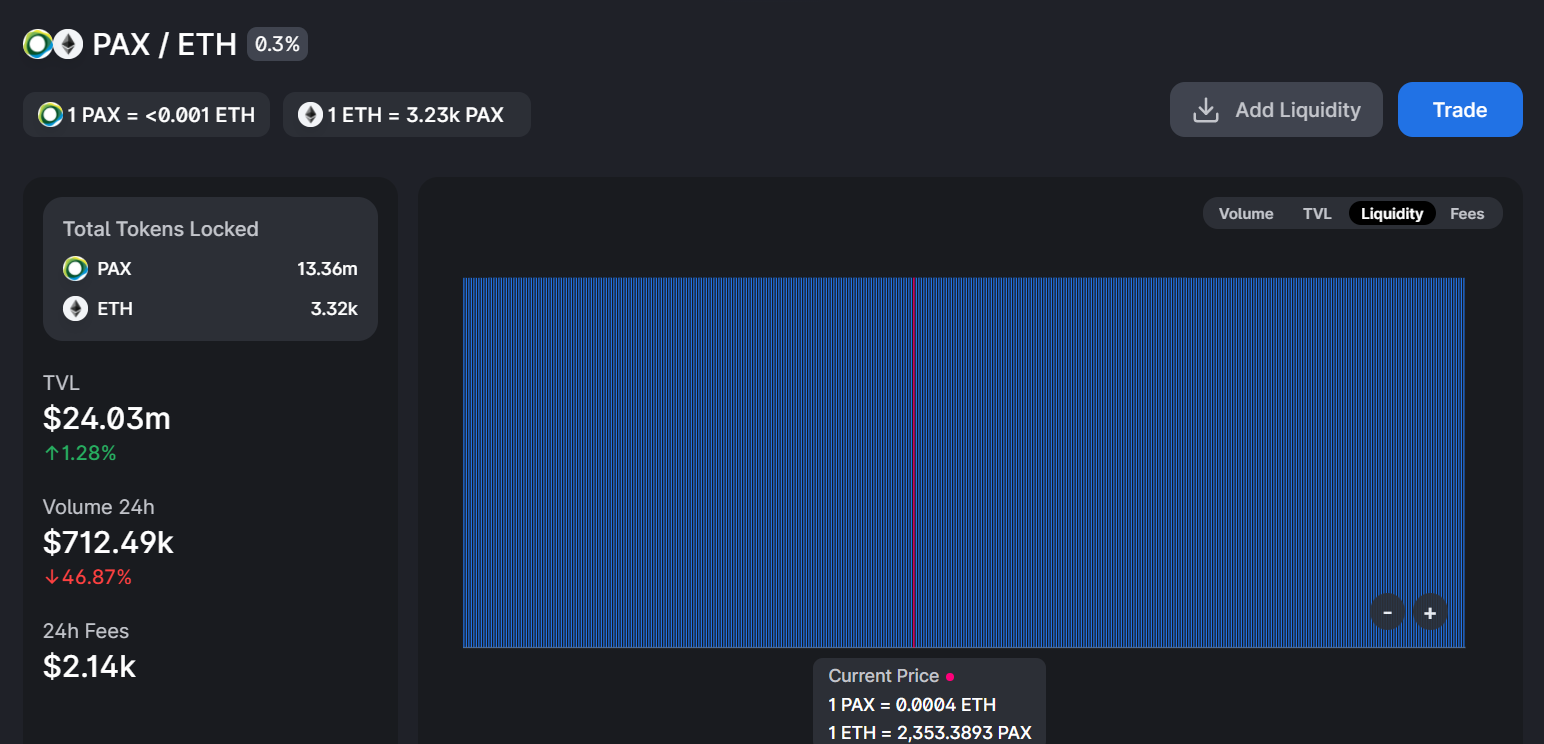 PAX / ETH 0.3%
1 PAX = <0.001 ETH
1 ETH = 3.23k PAX
Add Liquidity
Trade
Total Tokens Locked
PAX 13.36m
ETH 3.32k
TVL
$24.03m
↑1.28%
Volume 24h
$712.49k
↓46.87%
24h Fees
$2.14k
Volume TVL Liquidity Fees
- +
Current Price
1 PAX = 0.0004 ETH
1 ETH = 2,353.3893 PAX